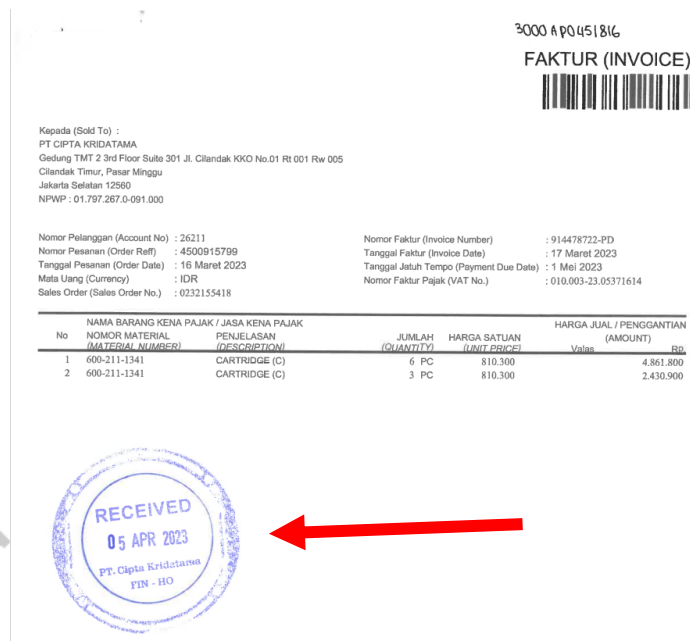 3000 AP0451816
FAKTUR (INVOICE)
Kepada (Sold To) :
PT CIPTA KRIDATAMA
Gedung TMT 2 3rd Floor Suite 301 Jl. Cilandak KKO No.01 Rt 001 Rw 005
Cilandak Timur, Pasar Minggu
Jakarta Selatan 12560
NPWP : 01.797.267.0-091.000
Nomor Pelanggan (Account No) : 26211
Nomor Pesanan (Order Reff) : 4500915799
Tanggal Pesanan (Order Date) : 16 Maret 2023
Mata Uang (Currency) : IDR
Sales Order (Sales Order No.) : 0232155418
Nomor Faktur (Invoice Number) : 914478722-PD
Tanggal Faktur (Invoice Date) : 17 Maret 2023
Tanggal Jatuh Tempo (Payment Due Date) : 1 Mei 2023
Nomor Faktur Pajak (VAT No.) : 010.003-23.05371614
NAMA BARANG KENA PAJAK / JASA KENA PAJAK HARGA JUAL / PENGGANTIAN
No NOMOR MATERIAL PENJELASAN JUMLAH HARGA SATUAN (AMOUNT)
(MATERIAL NUMBER) (DESCRIPTION) (QUANTITY) (UNIT PRICE) Valas Rp.
1 600-211-1341 CARTRIDGE (C) 6 PC 810.300 4.861.800
2 600-211-1341 CARTRIDGE (C) 3 PC 810.300 2.430.900
RECEIVED
05 APR 2023
PT. Cipta Kridatama
FIN - HO